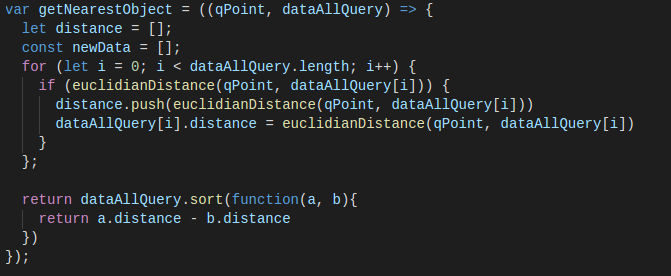 var getNearestObject = ((qPoint, dataAllQuery) => {
  let distance = [];
  const newData = [];
  for (let i = 0; i < dataAllQuery.length; i++) {
    if (euclidianDistance(qPoint, dataAllQuery[i])) {
      distance.push(euclidianDistance(qPoint, dataAllQuery[i]))
      dataAllQuery[i].distance = euclidianDistance(qPoint, dataAllQuery[i])
    }
  };

  return dataAllQuery.sort(function(a, b){
    return a.distance - b.distance
  })
});